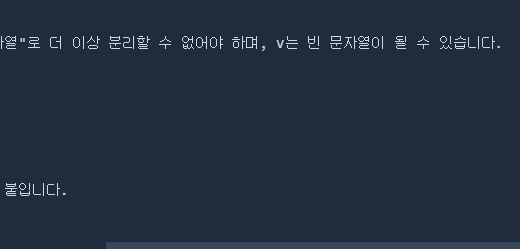 열"로 더 이상 분리할 수 없어야 하며, v는 빈 문자열이 될 수 있습니다.
붙입니다.